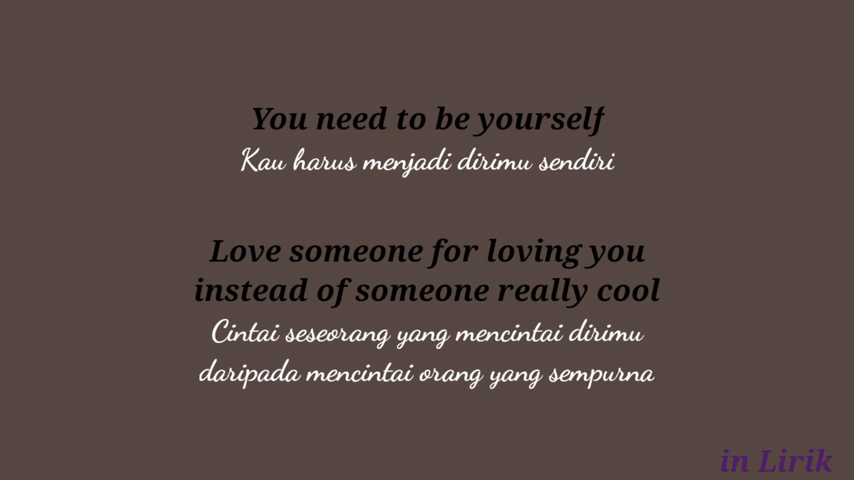 You need to be yourself
Kau harus menjadi dirimu sendiri
Love someone for loving you
instead of someone really cool
Cintai seseorang yang mencintai dirimu
daripada mencintai orang yang sempurna
in Lirik